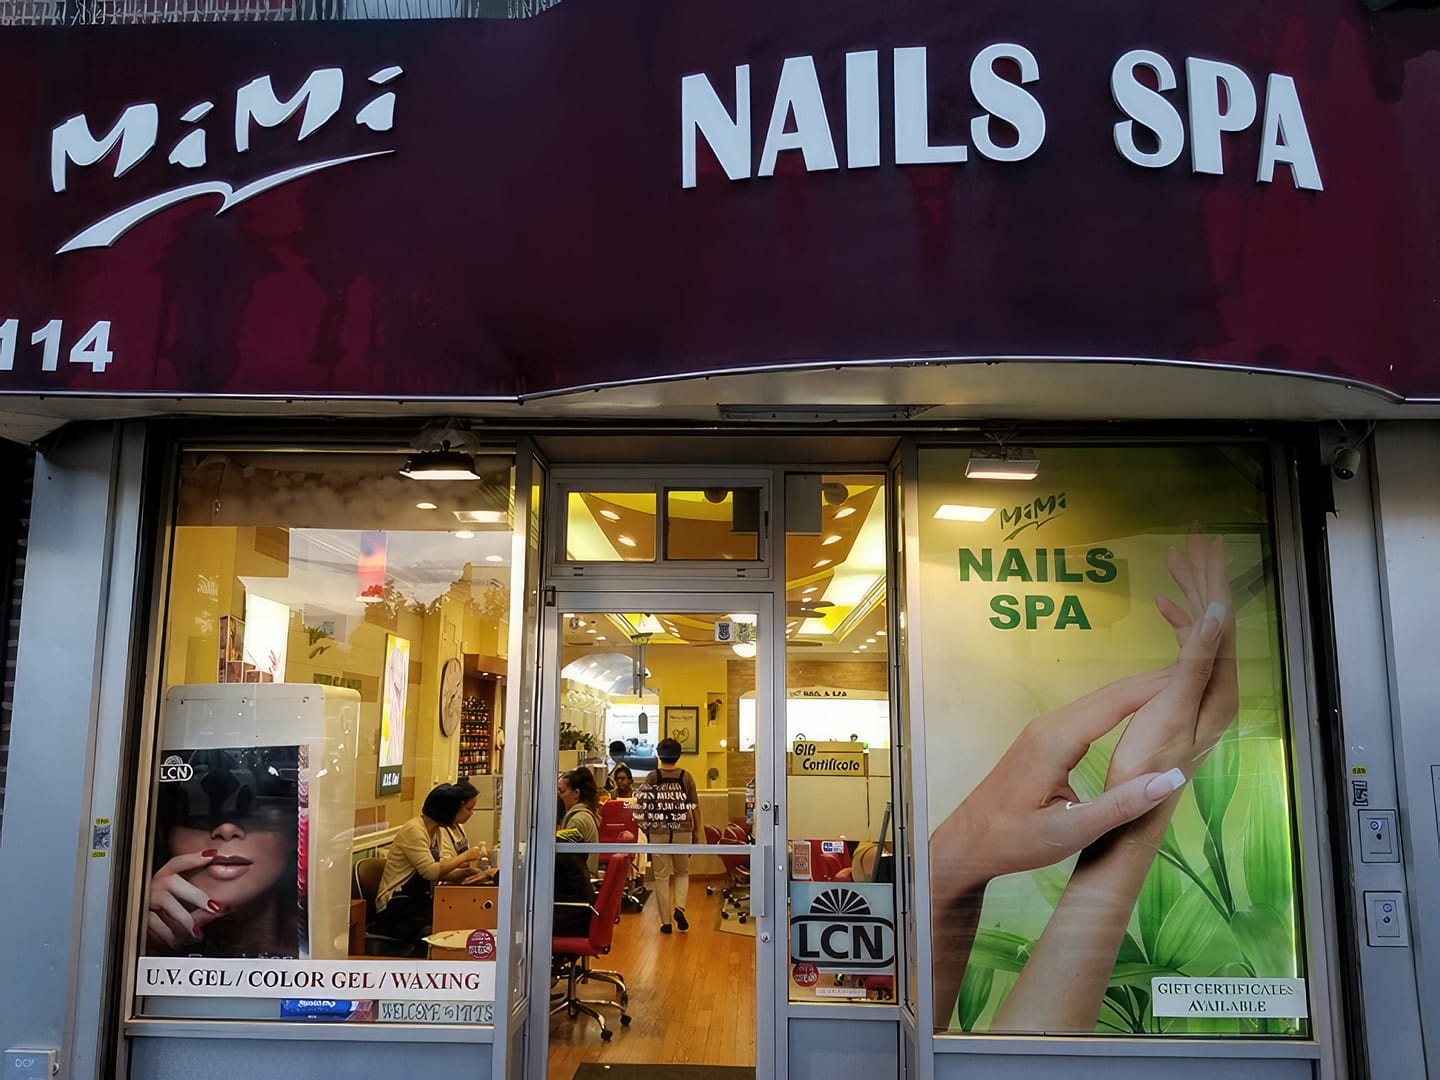 MiMi
NAILS SPA
114
MiMi
NAILS
SPA
Gift
Certificate
LCN
LCN
U.V. GEL / COLOR GEL / WAXING
GIFT CERTIFICATES
AVAILABLE